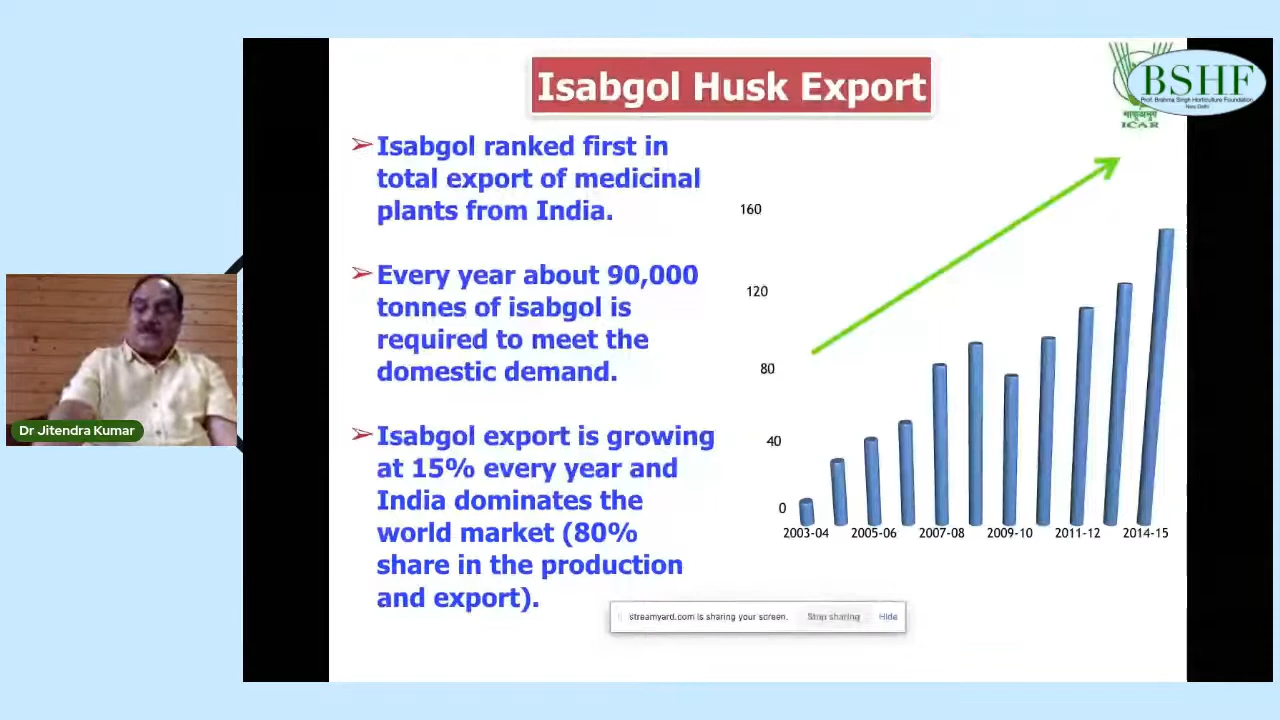 Isabgol Husk Export
BSHF
Prof. Brahma Singh Horticulture Foundation
New Delhi
ICAR
➢Isabgol ranked first in
total export of medicinal
plants from India.
➢Every year about 90,000
tonnes of isabgol is
required to meet the
domestic demand.
➢Isabgol export is growing
at 15% every year and
India dominates the
world market (80%
share in the production
and export).
160
120
80
40
0
2003-04 2005-06 2007-08 2009-10 2011-12 2014-15
Dr Jitendra Kumar
streamyard.com is sharing your screen. Stop sharing Hide